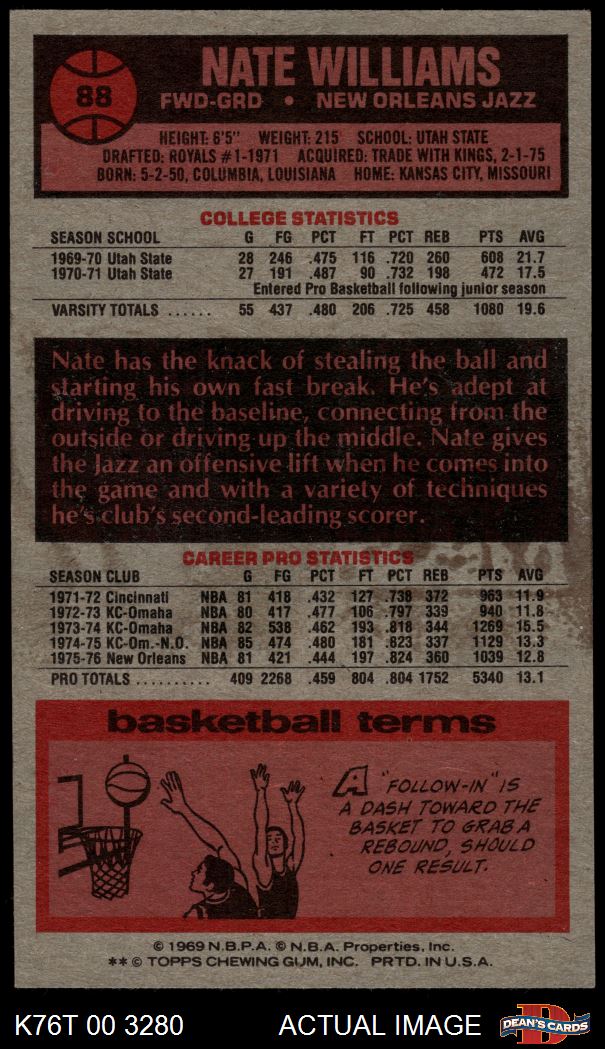 88
NATE WILLIAMS
FWD-GRD • NEW ORLEANS JAZZ
HEIGHT: 6'5" WEIGHT: 215 SCHOOL: UTAH STATE
DRAFTED: ROYALS #1-1971 ACQUIRED: TRADE WITH KINGS, 2-1-75
BORN: 5-2-50, COLUMBIA, LOUISIANA HOME: KANSAS CITY, MISSOURI
COLLEGE STATISTICS
SEASON SCHOOL G FG PCT FT PCT REB PTS AVG
1969-70 Utah State 28 246 .475 116 .720 260 608 21.7
1970-71 Utah State 27 191 .487 90 .732 198 472 17.5
Entered Pro Basketball following junior season
VARSITY TOTALS ...... 55 437 .480 206 .725 458 1080 19.6
Nate has the knack of stealing the ball and
starting his own fast break. He's adept at
driving to the baseline, connecting from the
outside or driving up the middle. Nate gives
the Jazz an offensive lift when he comes into
the game and with a variety of techniques
he's club's second-leading scorer.
CAREER PRO STATISTICS
SEASON CLUB G FG PCT FT PCT REB PTS AVG
1971-72 Cincinnati NBA 81 418 .432 127 .738 372 963 11.9
1972-73 KC-Omaha NBA 80 417 .477 106 .797 339 940 11.8
1973-74 KC-Omaha NBA 82 538 .462 193 .818 344 1269 15.5
1974-75 KC-Om.-N.O. NBA 85 474 .480 181 .823 337 1129 13.3
1975-76 New Orleans NBA 81 421 .444 197 .824 360 1039 12.8
PRO TOTALS .......... 409 2268 .459 804 .804 1752 5340 13.1
basketball terms
A "FOLLOW-IN" IS
A DASH TOWARD THE
BASKET TO GRAB A
REBOUND, SHOULD
ONE RESULT.
© 1969 N.B.P.A. © N.B.A. Properties, Inc.
** © TOPPS CHEWING GUM, INC. PRTD. IN U.S.A.
K76T 00 3280 ACTUAL IMAGE
D
DEAN'S CARDS